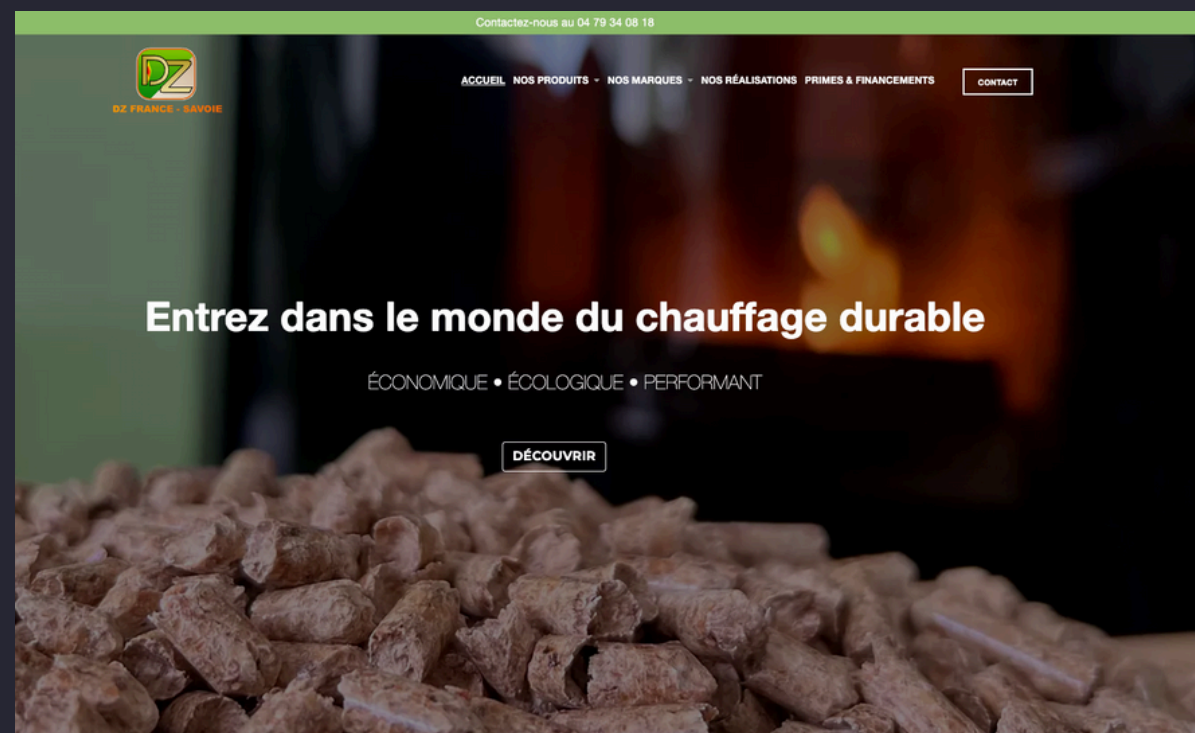 Contactez-nous au 04 79 34 08 18
DZ
DZ FRANCE - SAVOIE
ACCUEIL NOS PRODUITS NOS MARQUES NOS RÉALISATIONS PRIMES & FINANCEMENTS CONTACT
Entrez dans le monde du chauffage durable
ÉCONOMIQUE • ÉCOLOGIQUE • PERFORMANT
DÉCOUVRIR